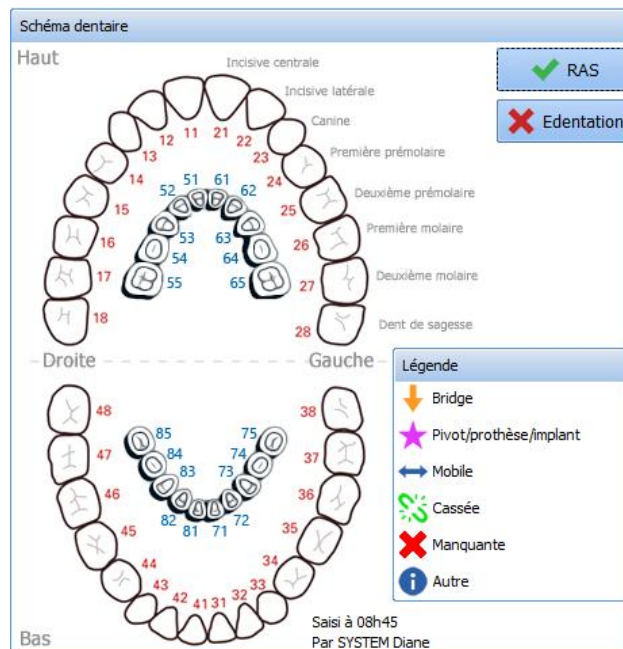 Schéma dentaire
Haut
Incisive centrale
RAS
Incisive latérale
Canine
Edentation
Première prémolaire
Deuxième prémolaire
Première molaire
Deuxième molaire
Dent de sagesse
11 21
12 22
13 23
14 24
15 25
16 26
17 27
18 28
51 61
52 62
53 63
54 64
55 65
Droite Gauche
48 38
47 37
46 36
45 35
44 34
43 33
42 41 31 32
85 75
84 74
83 73
82 81 71 72
Bas
Légende
Bridge
Pivot/prothèse/implant
Mobile
Cassée
Manquante
Autre
Saisi à 08h45
Par SYSTEM Diane